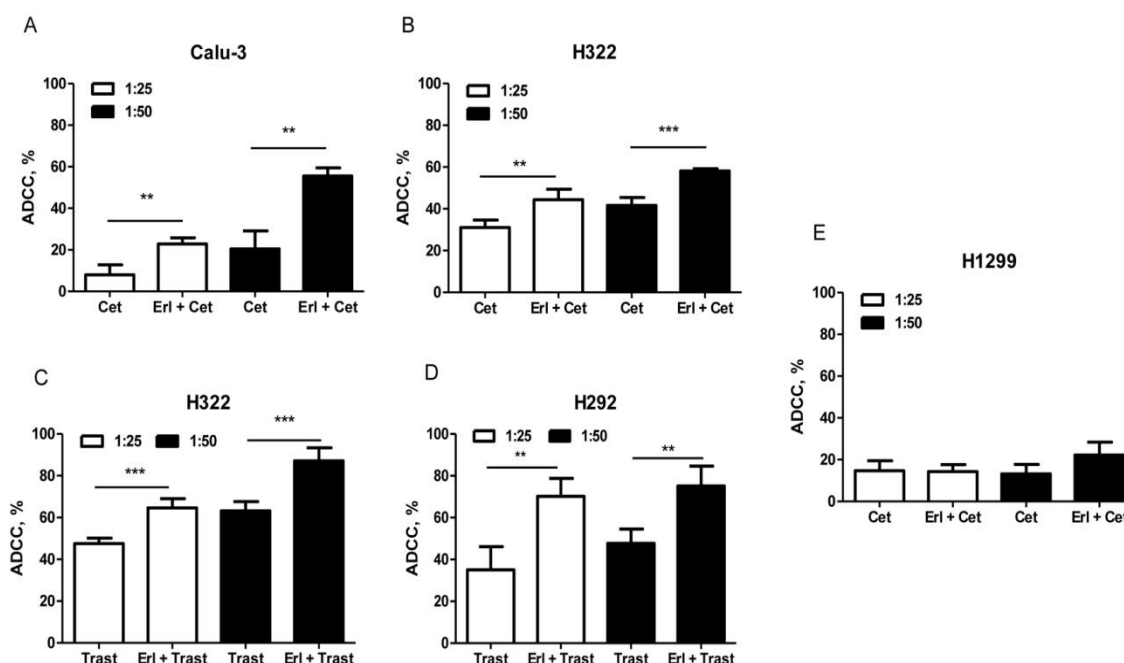 A
Calu-3
1:25
1:50
ADCC, %
100
80
60
40
20
0
**
**
Cet
Erl + Cet
Cet
Erl + Cet
B
H322
1:25
1:50
ADCC, %
100
80
60
40
20
0
**
***
Cet
Erl + Cet
Cet
Erl + Cet
C
H322
1:25
1:50
ADCC, %
100
80
60
40
20
0
***
***
Trast
Erl + Trast
Trast
Erl + Trast
D
H292
1:25
1:50
ADCC, %
100
80
60
40
20
0
**
**
Trast
Erl + Trast
Trast
Erl + Trast
E
H1299
1:25
1:50
ADCC, %
100
80
60
40
20
0
Cet
Erl + Cet
Cet
Erl + Cet